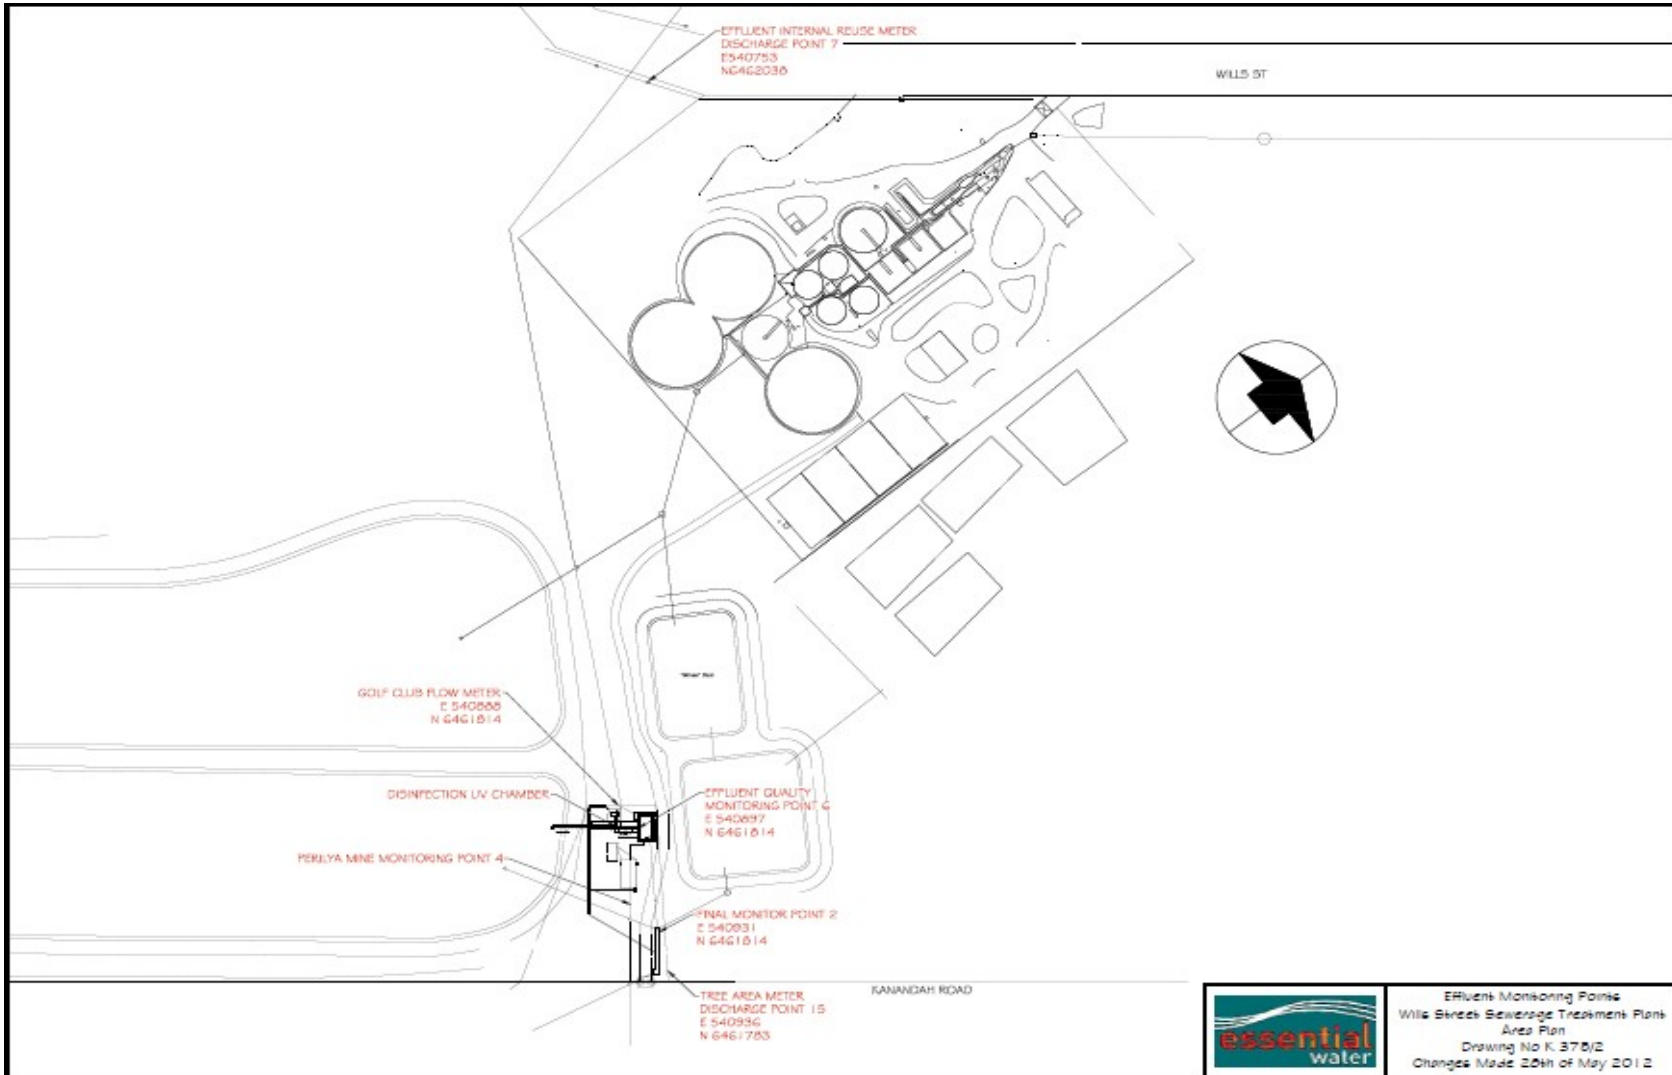 EFFLUENT INTERNAL REUSE METER
DISCHARGE POINT 7
E540753
N6462038
WILLS ST
GOLF CLUB FLOW METER
E 540888
N 6461814
DISINFECTION UV CHAMBER
EFFLUENT QUALITY
MONITORING POINT 6
E 540897
N 6461814
PERILYA MINE MONITORING POINT 4
FINAL MONITOR POINT 2
E 540931
N 6461814
TREE AREA METER
DISCHARGE POINT 15
E 540936
N 6461783
KANANDAH ROAD
essential
water
Effluent Monitoring Points
Wills Street Sewerage Treatment Plant
Area Plan
Drawing No K 378/2
Changes Made 28th of May 2012